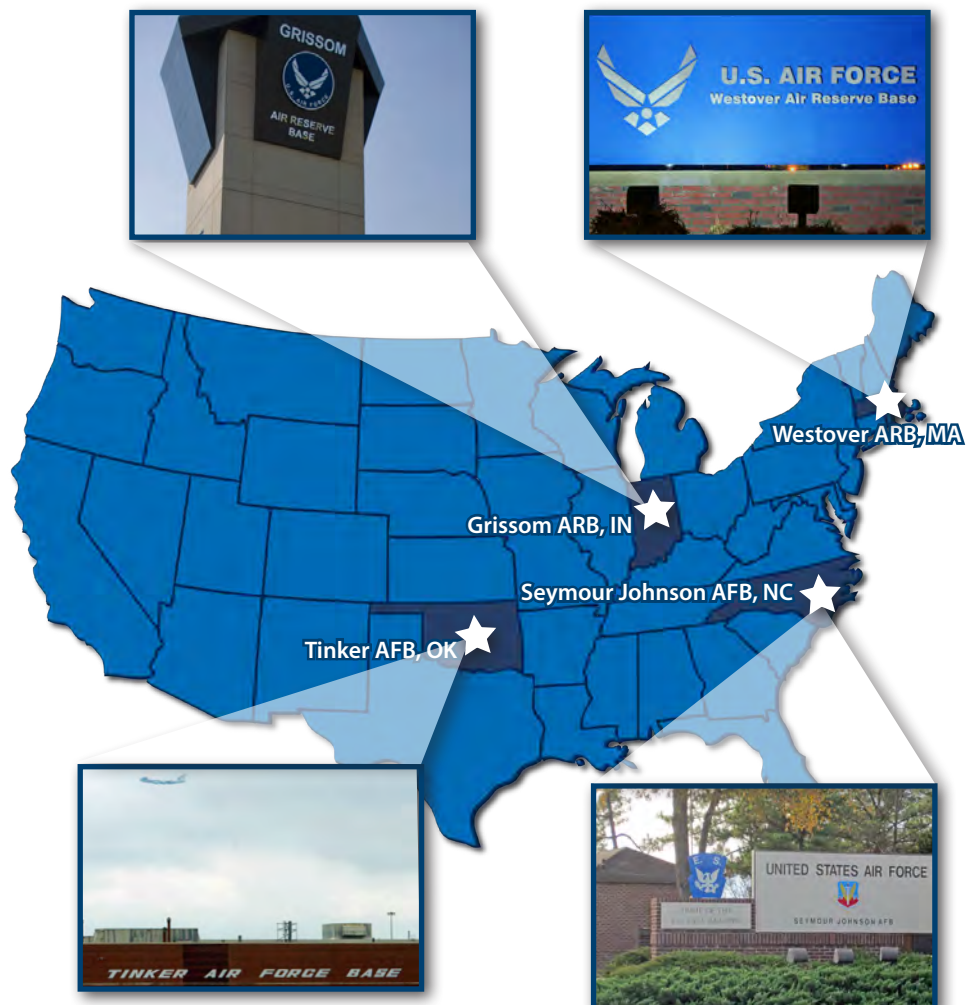 GRISSOM
U.S. AIR FORCE
AIR RESERVE
BASE
U.S. AIR FORCE
Westover Air Reserve Base
Westover ARB, MA
Grissom ARB, IN
Seymour Johnson AFB, NC
Tinker AFB, OK
TINKER AIR FORCE BASE
E. S.
UNITED STATES AIR FORCE
SEYMOUR JOHNSON AFB